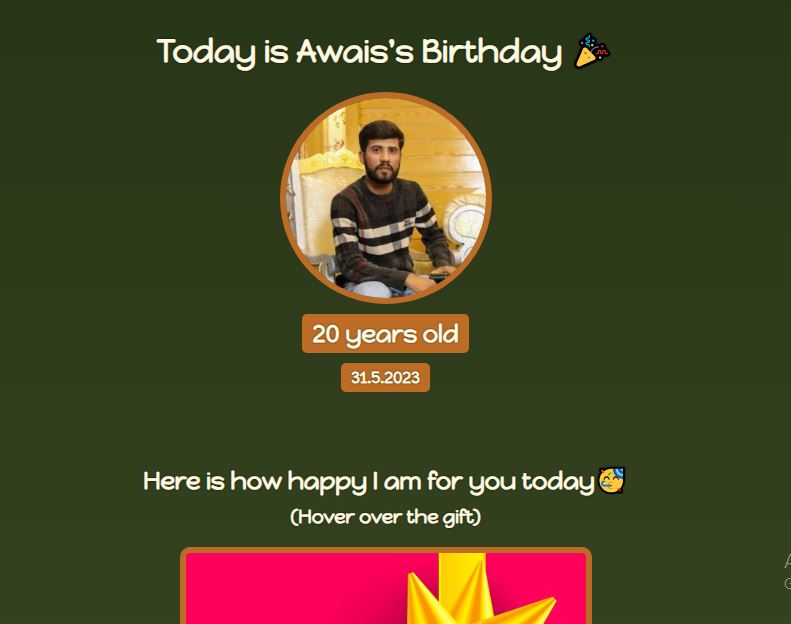 Today is Awais's Birthday 🎉
20 years old
31.5.2023
Here is how happy I am for you today🥳
(Hover over the gift)